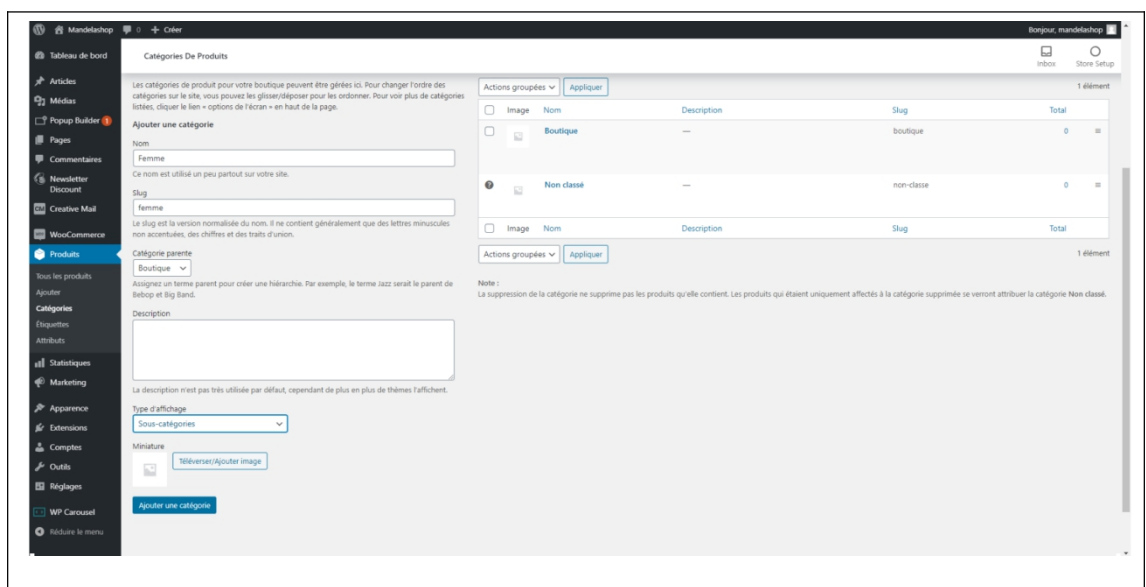 Mandelashop 0 + Créer Bonjour, mandelashop
Tableau de bord
Articles
Médias
Popup Builder 1
Pages
Commentaires
Newsletter
Discount
Creative Mail
WooCommerce
Produits
Tous les produits
Ajouter
Catégories
Étiquettes
Attributs
Statistiques
Marketing
Apparence
Extensions
Comptes
Outils
Réglages
WP Carousel
Réduire le menu
Catégories De Produits
Inbox
Store Setup
Les catégories de produit pour votre boutique peuvent être gérées ici. Pour changer l'ordre des
catégories sur le site, vous pouvez les glisser/déposer pour les ordonner. Pour voir plus de catégories
listées, cliquer le lien « options de l'écran » en haut de la page.
Ajouter une catégorie
Nom
Femme
Ce nom est utilisé un peu partout sur votre site.
Slug
femme
Le slug est la version normalisée du nom. Il ne contient généralement que des lettres minuscules
non accentuées, des chiffres et des traits d'union.
Catégorie parente
Boutique
Assignez un terme parent pour créer une hiérarchie. Par exemple, le terme Jazz serait le parent de
Bebop et Big Band.
Description
La description n'est pas très utilisée par défaut, cependant de plus en plus de thèmes l'affichent.
Type d'affichage
Sous-catégories
Miniature
Téléverser/Ajouter image
Ajouter une catégorie
Actions groupées Appliquer 1 élément
Image Nom Description Slug Total
Boutique — boutique 0
Non classé — non-classe 0
Image Nom Description Slug Total
Actions groupées Appliquer 1 élément
Note :
La suppression de la catégorie ne supprime pas les produits qu'elle contient. Les produits qui étaient uniquement affectés à la catégorie supprimée se verront attribuer la catégorie Non classé.